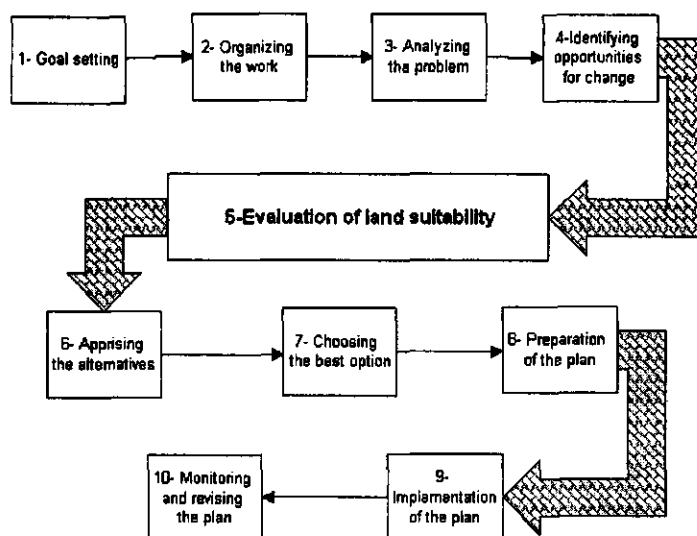 1- Goal setting
2- Organizing
the work
3- Analyzing
the problem
4-Identifying
opportunities
for change
5-Evaluation of land suitability
6- Apprising
the alternatives
7- Choosing
the best option
8- Preparation
of the plan
9-
Implementation
of the plan
10- Monitoring
and revising
the plan